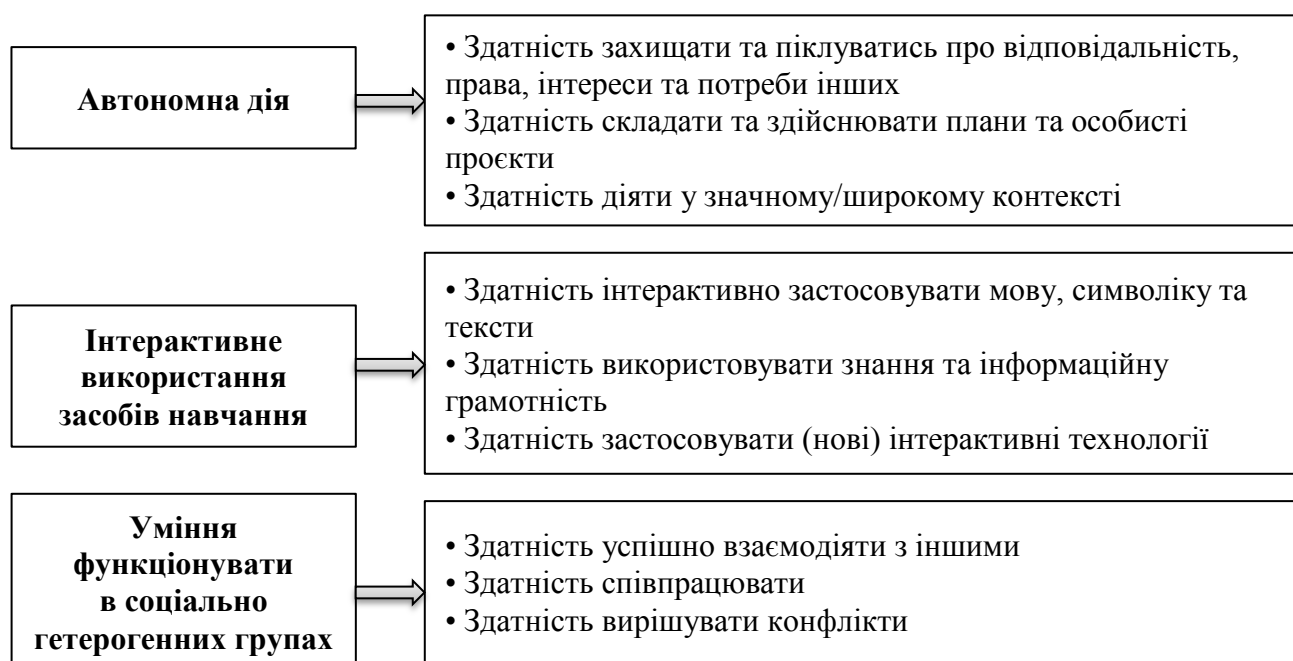 Автономна дія
• Здатність захищати та піклуватись про відповідальність,
права, інтереси та потреби інших
• Здатність складати та здійснювати плани та особисті
проєкти
• Здатність діяти у значному/широкому контексті
Інтерактивне
використання
засобів навчання
• Здатність інтерактивно застосовувати мову, символіку та
тексти
• Здатність використовувати знання та інформаційну
грамотність
• Здатність застосовувати (нові) інтерактивні технології
Уміння
функціонувати
в соціально
гетерогенних групах
• Здатність успішно взаємодіяти з іншими
• Здатність співпрацювати
• Здатність вирішувати конфлікти